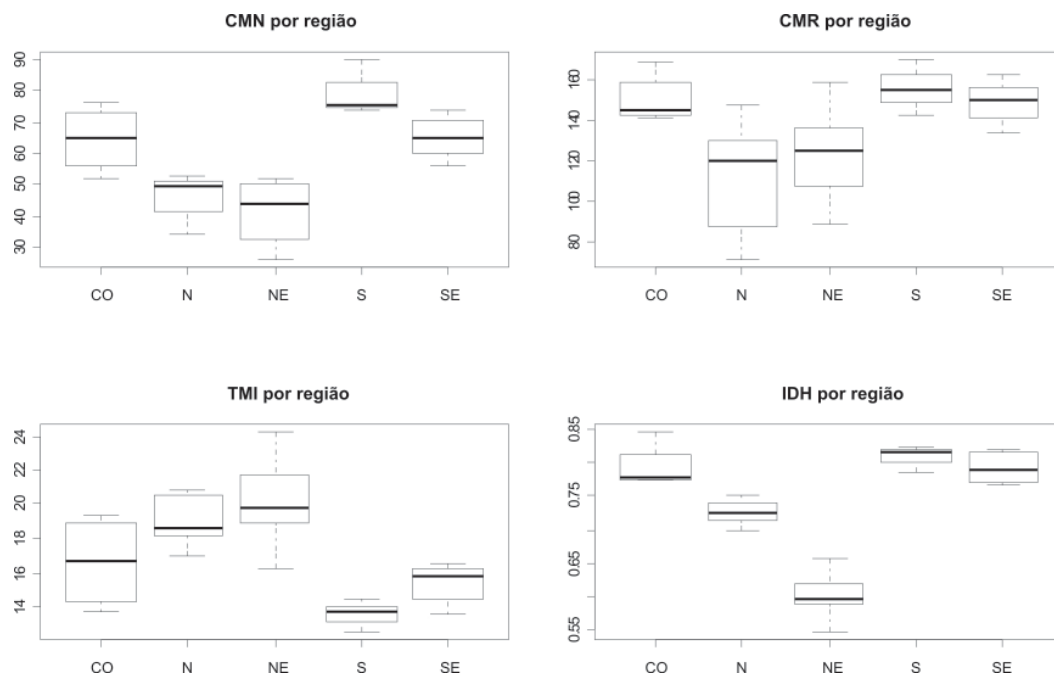 CMN por região
90
80
70
60
50
40
30
CO N NE S SE
CMR por região
160
140
120
100
80
CO N NE S SE
TMI por região
24
22
20
18
16
14
CO N NE S SE
IDH por região
0.85
0.75
0.65
0.55
CO N NE S SE